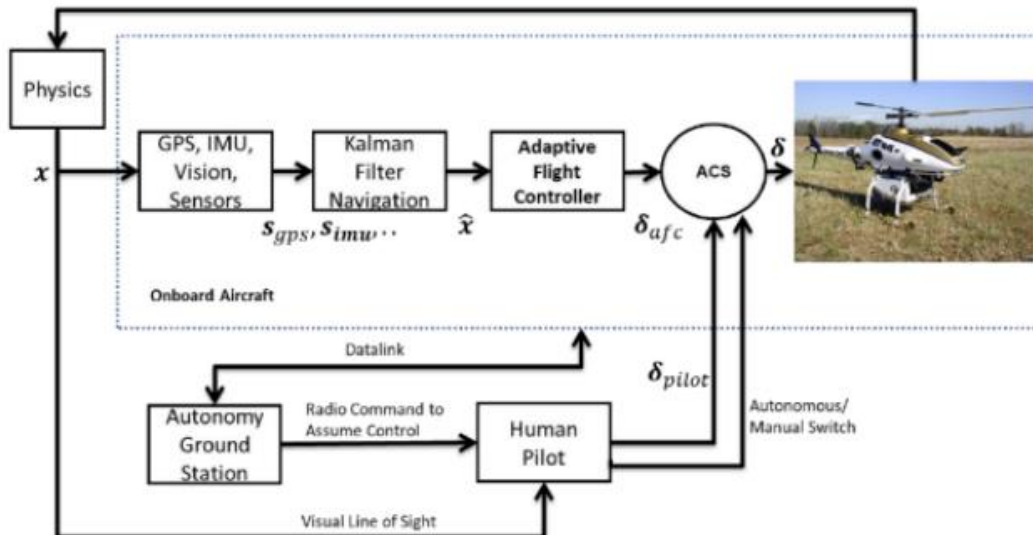 Physics
x
GPS, IMU,
Vision,
Sensors
Kalman
Filter
Navigation
Adaptive
Flight
Controller
ACS
δ
s_gps, s_imu, ..
x̂
δ_afc
Onboard Aircraft
Datalink
δ_pilot
Autonomy
Ground
Station
Radio Command to
Assume Control
Human
Pilot
Autonomous/
Manual Switch
Visual Line of Sight